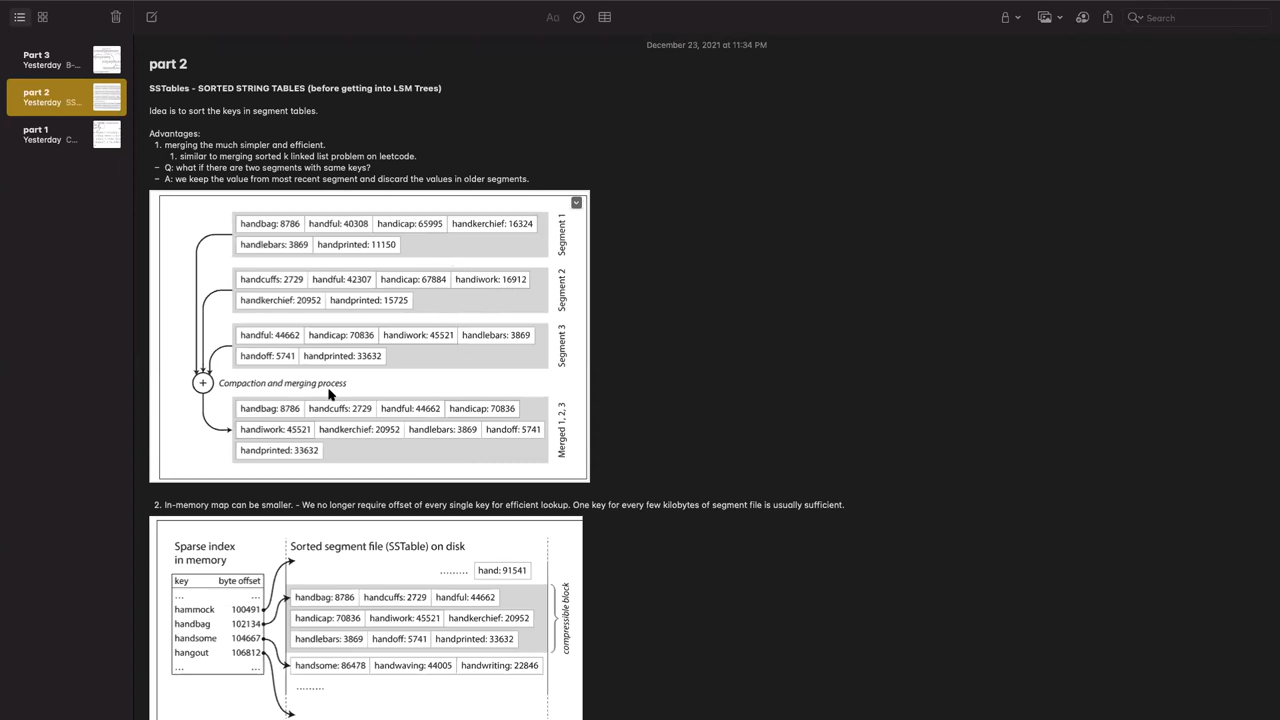 Aa
Search
December 23, 2021 at 11:34 PM
Part 3
Yesterday B-...
part 2
Yesterday SS...
part 1
Yesterday C...
part 2
SSTables - SORTED STRING TABLES (before getting into LSM Trees)
Idea is to sort the keys in segment tables.
Advantages:
1. merging the much simpler and efficient.
1. similar to merging sorted k linked list problem on leetcode.
– Q: what if there are two segments with same keys?
– A: we keep the value from most recent segment and discard the values in older segments.
handbag: 8786 handful: 40308 handicap: 65995 handkerchief: 16324
handlebars: 3869 handprinted: 11150
Segment 1
handcuffs: 2729 handful: 42307 handicap: 67884 handiwork: 16912
handkerchief: 20952 handprinted: 15725
Segment 2
handful: 44662 handicap: 70836 handiwork: 45521 handlebars: 3869
handoff: 5741 handprinted: 33632
Segment 3
+ Compaction and merging process
handbag: 8786 handcuffs: 2729 handful: 44662 handicap: 70836
handiwork: 45521 handkerchief: 20952 handlebars: 3869 handoff: 5741
handprinted: 33632
Merged 1, 2, 3
2. In-memory map can be smaller. - We no longer require offset of every single key for efficient lookup. One key for every few kilobytes of segment file is usually sufficient.
Sparse index
in memory
key byte offset
... ...
hammock 100491
handbag 102134
handsome 104667
hangout 106812
... ...
Sorted segment file (SSTable) on disk
......... hand: 91541
handbag: 8786 handcuffs: 2729 handful: 44662
handicap: 70836 handiwork: 45521 handkerchief: 20952
handlebars: 3869 handoff: 5741 handprinted: 33632
compressible block
handsome: 86478 handwaving: 44005 handwriting: 22846
.........